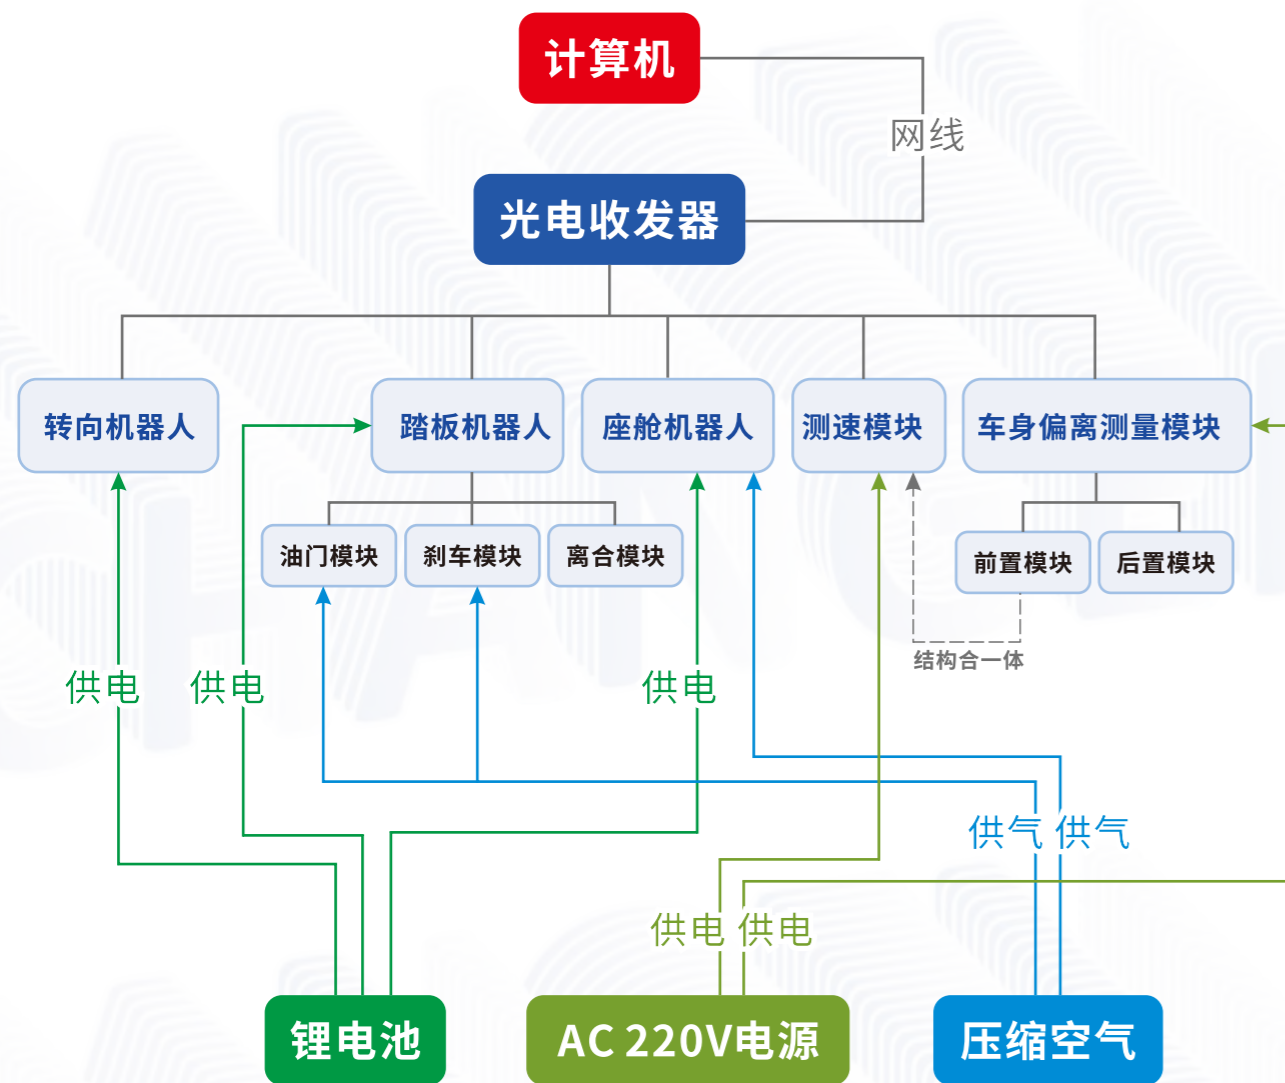 计算机
网线
光电收发器
转向机器人
踏板机器人
座舱机器人
测速模块
车身偏离测量模块
油门模块
刹车模块
离合模块
前置模块
后置模块
结构合一体
供电
供电
供电
供气
供气
供电
供电
锂电池
AC 220V电源
压缩空气